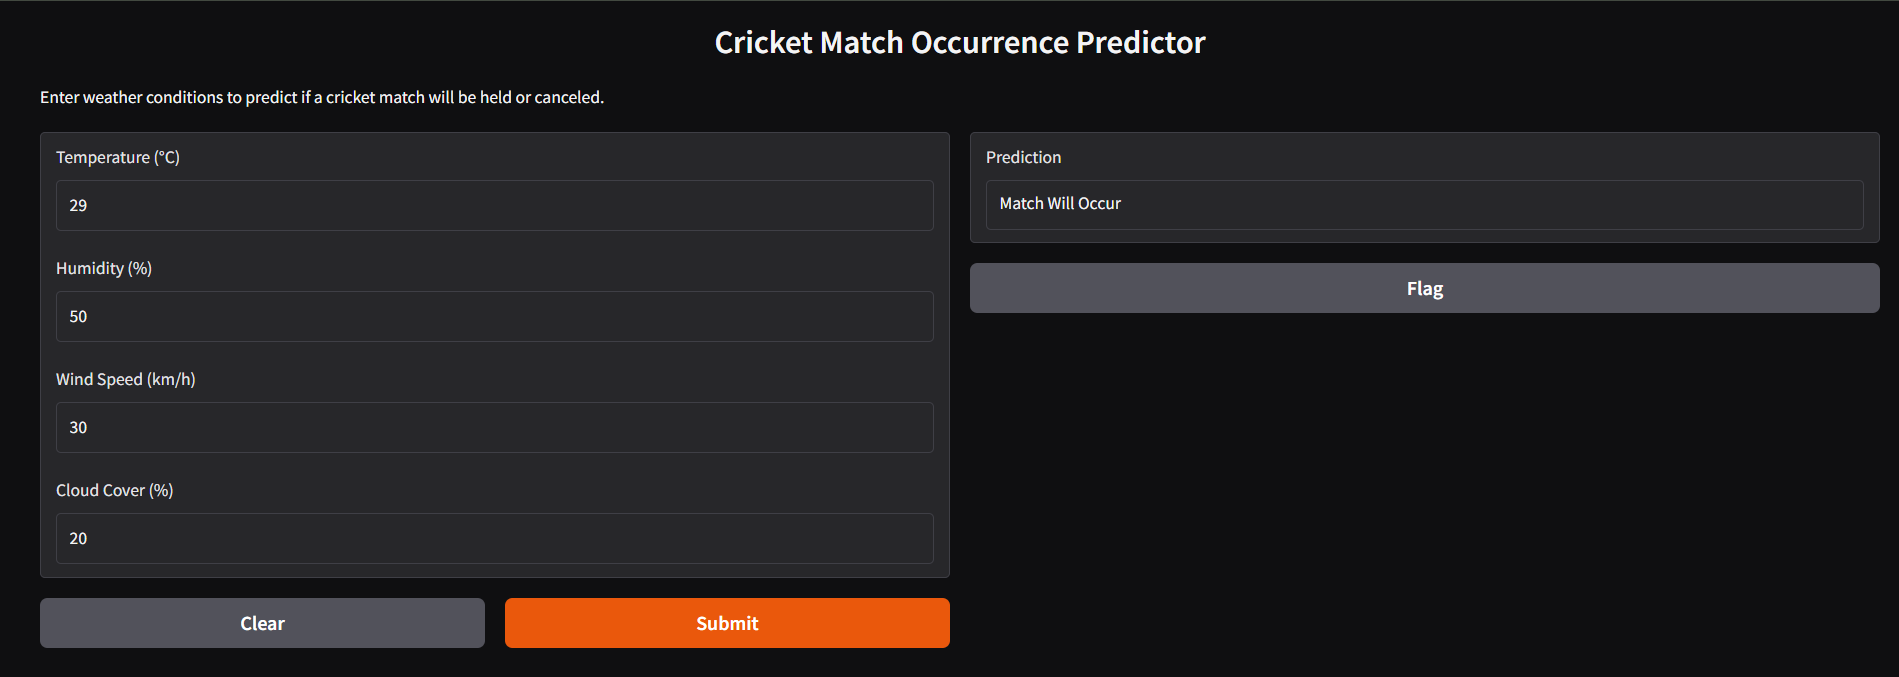 Cricket Match Occurrence Predictor
Enter weather conditions to predict if a cricket match will be held or canceled.
Temperature (°C)
29
Humidity (%)
50
Wind Speed (km/h)
30
Cloud Cover (%)
20
Clear
Submit
Prediction
Match Will Occur
Flag